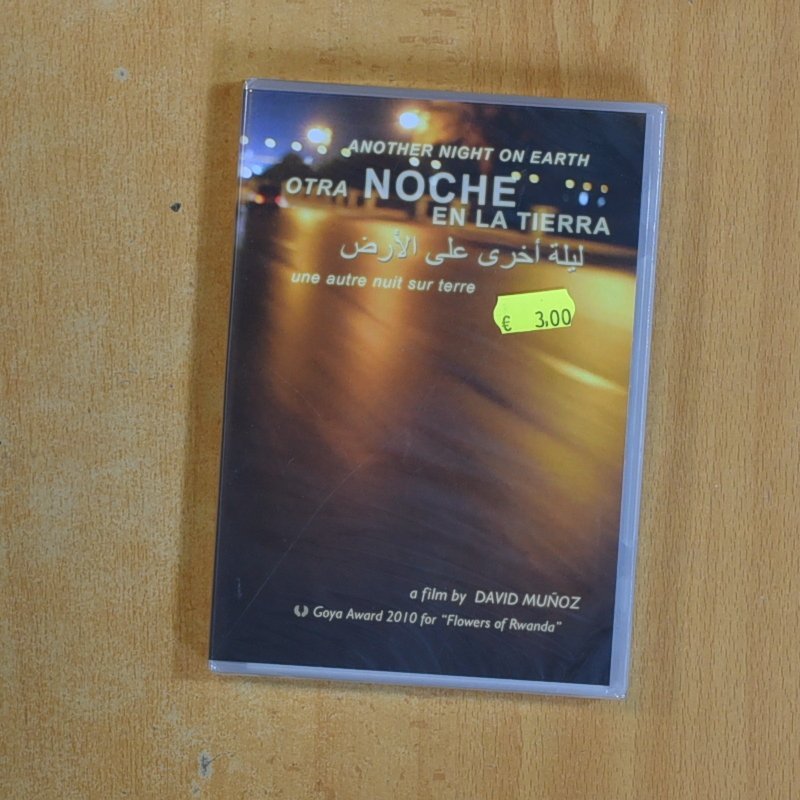 ANOTHER NIGHT ON EARTH
OTRA NOCHE
EN LA TIERRA
ليلة أخرى على الأرض
une autre nuit sur terre
€ 3,00
a film by DAVID MUÑOZ
Goya Award 2010 for "Flowers of Rwanda"